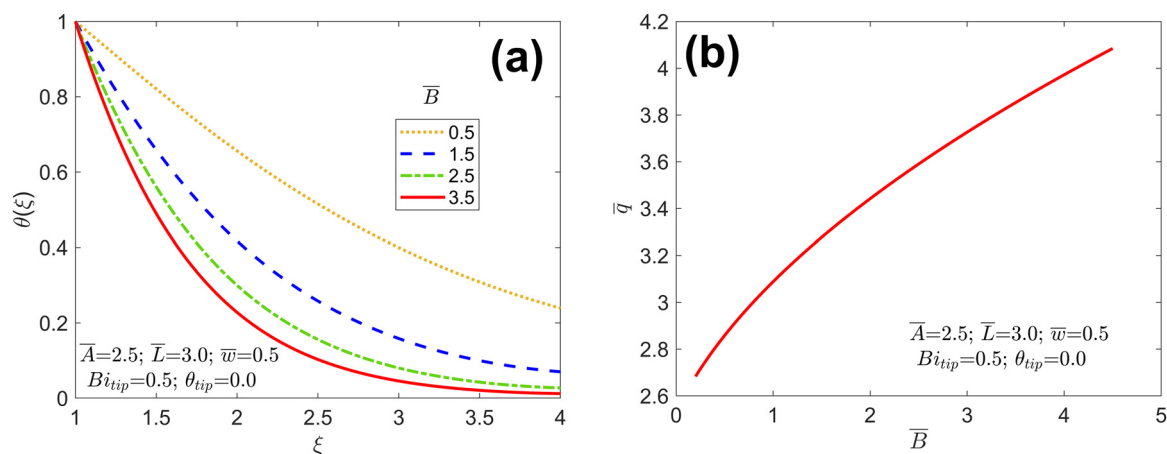 (a)
B̅
0.5
1.5
2.5
3.5
θ(ξ)
1
0.8
0.6
0.4
0.2
0
A̅=2.5; L̅=3.0; w̅=0.5
Bi_tip=0.5; θ_tip=0.0
1 1.5 2 2.5 3 3.5 4
ξ
(b)
q̅
4.2
4
3.8
3.6
3.4
3.2
3
2.8
2.6
A̅=2.5; L̅=3.0; w̅=0.5
Bi_tip=0.5; θ_tip=0.0
0 1 2 3 4 5
B̅